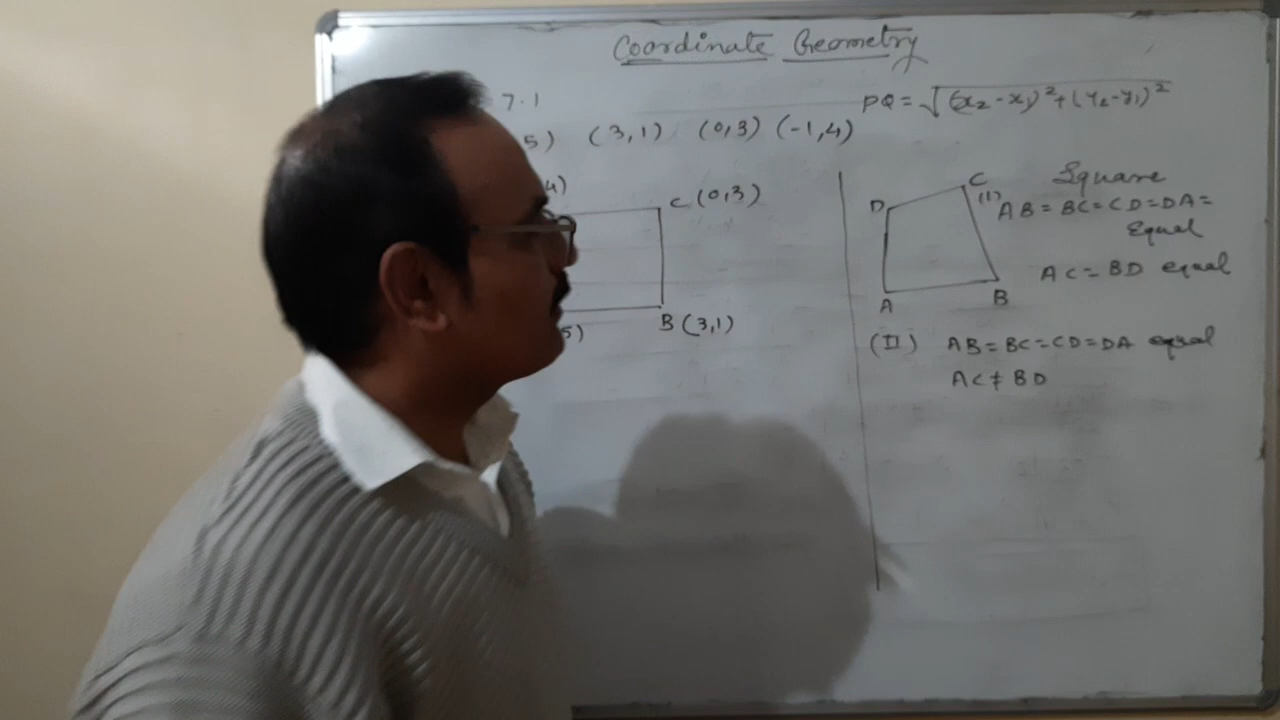 Coordinate Geometry
7.1
PQ = √(x₂-x₁)²+(y₂-y₁)²
5) (3,1) (0,3) (-1,4)
4)
C (0,3)
5)
B (3,1)
D
C
A
B
Square
(I) AB = BC = CD = DA =
Equal
AC = BD equal
(II) AB = BC = CD = DA equal
AC ≠ BD